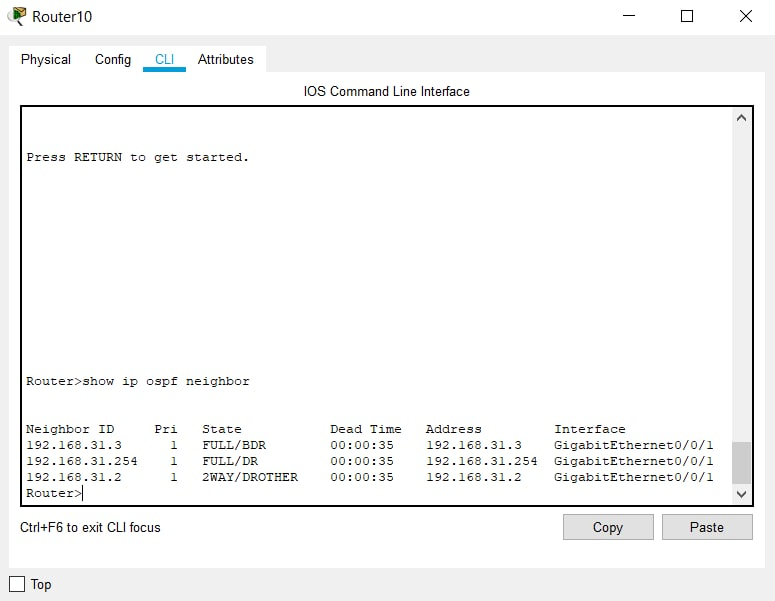 Router10
Physical Config CLI Attributes
IOS Command Line Interface
Press RETURN to get started.
Router>show ip ospf neighbor
Neighbor ID     Pri   State           Dead Time   Address         Interface
192.168.31.3      1   FULL/BDR        00:00:35    192.168.31.3    GigabitEthernet0/0/1
192.168.31.254    1   FULL/DR         00:00:35    192.168.31.254  GigabitEthernet0/0/1
192.168.31.2      1   2WAY/DROTHER    00:00:35    192.168.31.2    GigabitEthernet0/0/1
Router>
Ctrl+F6 to exit CLI focus
Copy Paste
Top